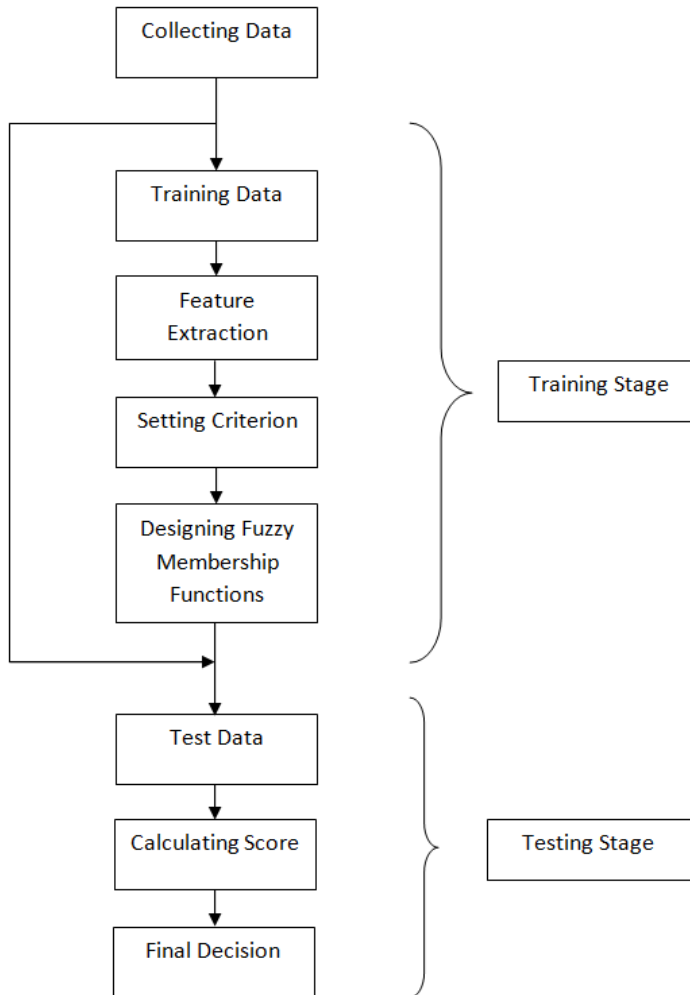 Collecting Data
Training Data
Feature
Extraction
Setting Criterion
Designing Fuzzy
Membership
Functions
Training Stage
Test Data
Calculating Score
Final Decision
Testing Stage